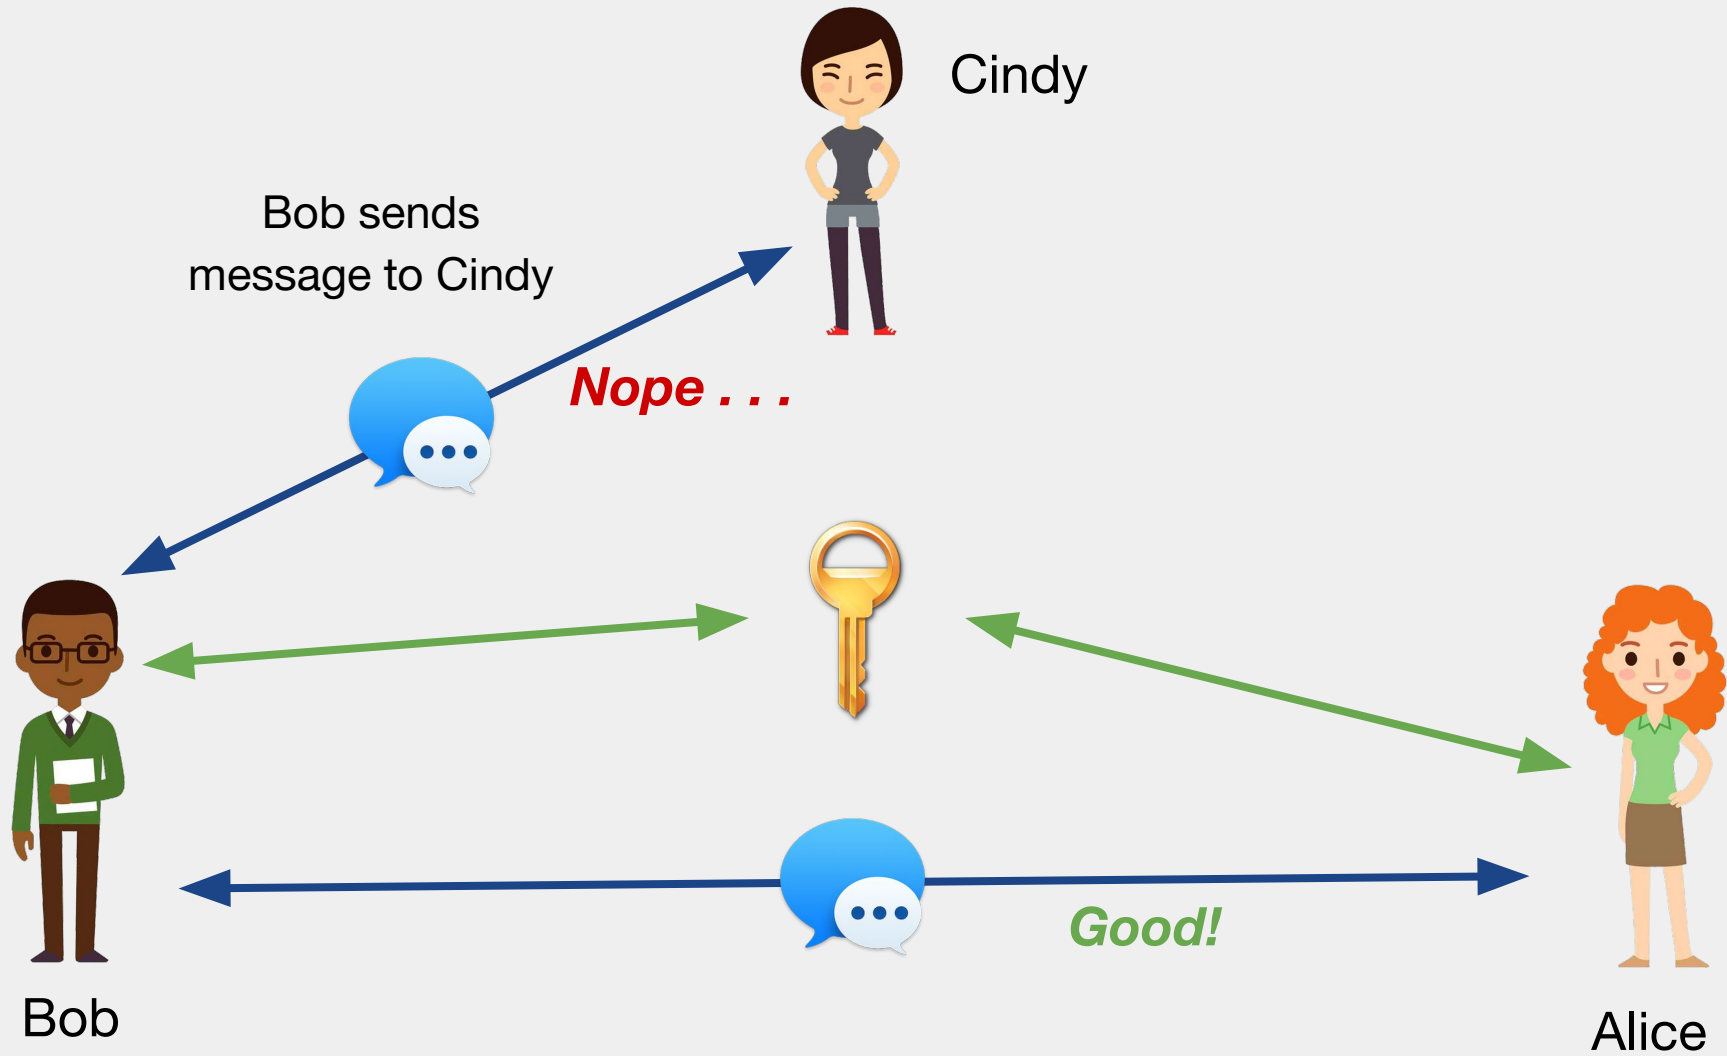 Cindy
Bob sends
message to Cindy
Nope . . .
Good!
Bob
Alice